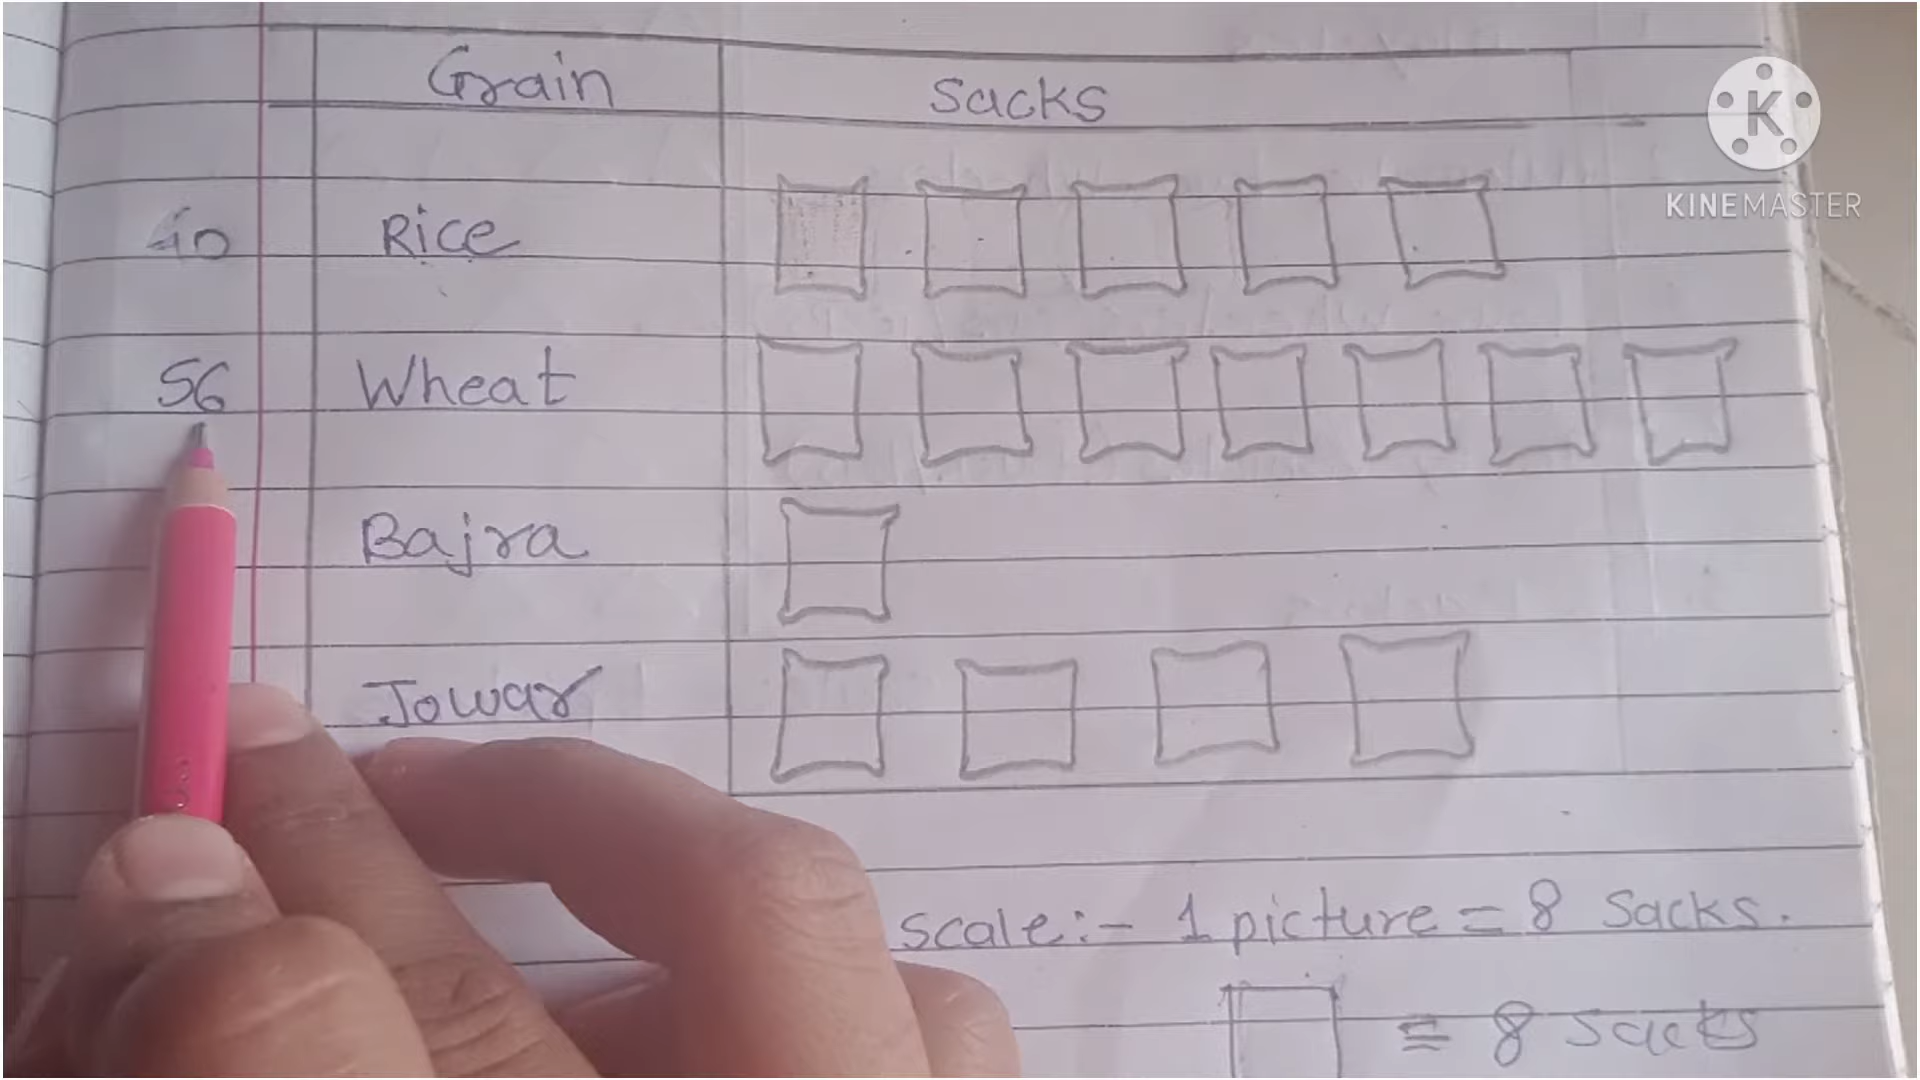 Grain Sacks
K
KINEMASTER
40 Rice
56 Wheat
Bajra
Jowar
scale:- 1 picture = 8 Sacks.
= 8 Sacks